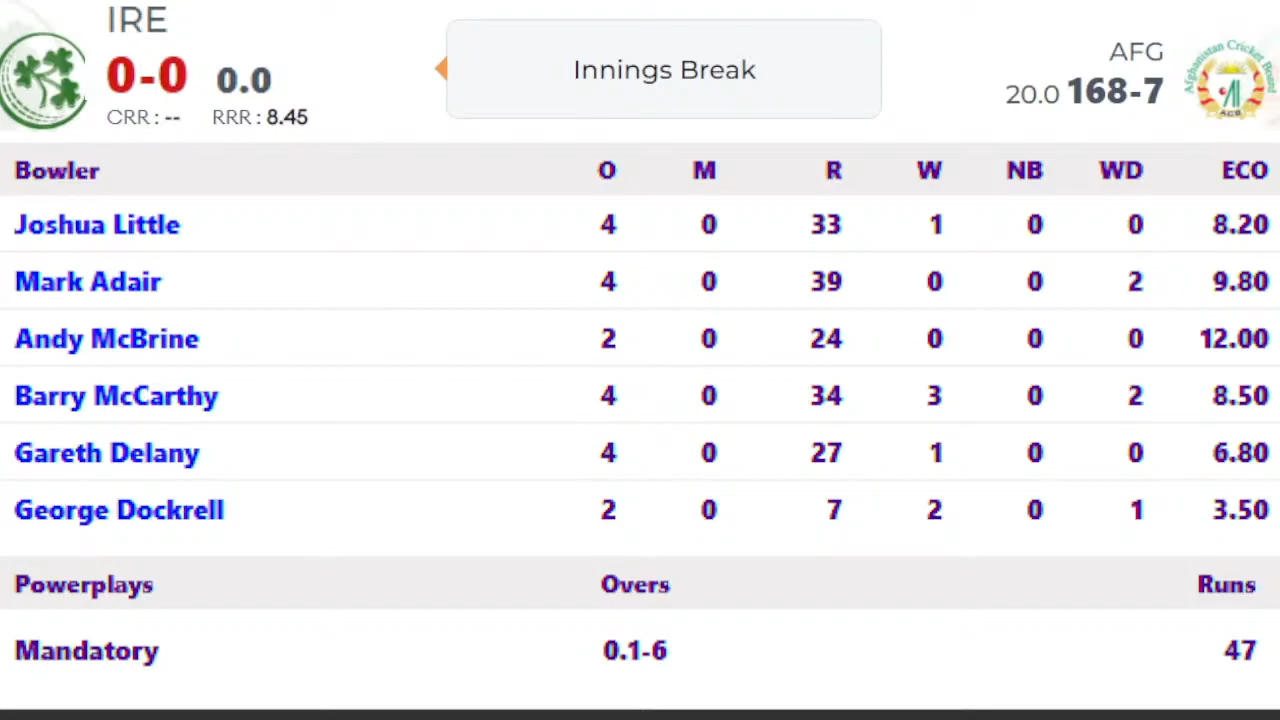 IRE
0-0 0.0
CRR : -- RRR : 8.45
Innings Break
AFG
20.0 168-7
Afghanistan Cricket Board
ACB
Bowler O M R W NB WD ECO
Joshua Little 4 0 33 1 0 0 8.20
Mark Adair 4 0 39 0 0 2 9.80
Andy McBrine 2 0 24 0 0 0 12.00
Barry McCarthy 4 0 34 3 0 2 8.50
Gareth Delany 4 0 27 1 0 0 6.80
George Dockrell 2 0 7 2 0 1 3.50
Powerplays Overs Runs
Mandatory 0.1-6 47